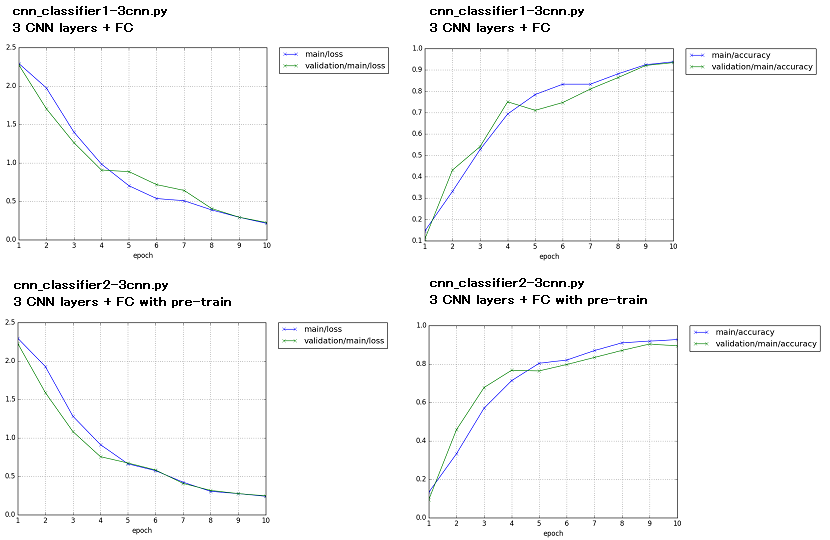 cnn_classifier1-3cnn.py
3 CNN layers + FC
2.5
2.0
1.5
1.0
0.5
0.0
1 2 3 4 5 6 7 8 9 10
epoch
main/loss
validation/main/loss
cnn_classifier1-3cnn.py
3 CNN layers + FC
1.0
0.9
0.8
0.7
0.6
0.5
0.4
0.3
0.2
0.1
1 2 3 4 5 6 7 8 9 10
epoch
main/accuracy
validation/main/accuracy
cnn_classifier2-3cnn.py
3 CNN layers + FC with pre-train
2.5
2.0
1.5
1.0
0.5
0.0
1 2 3 4 5 6 7 8 9 10
epoch
main/loss
validation/main/loss
cnn_classifier2-3cnn.py
3 CNN layers + FC with pre-train
1.0
0.8
0.6
0.4
0.2
0.0
1 2 3 4 5 6 7 8 9 10
epoch
main/accuracy
validation/main/accuracy